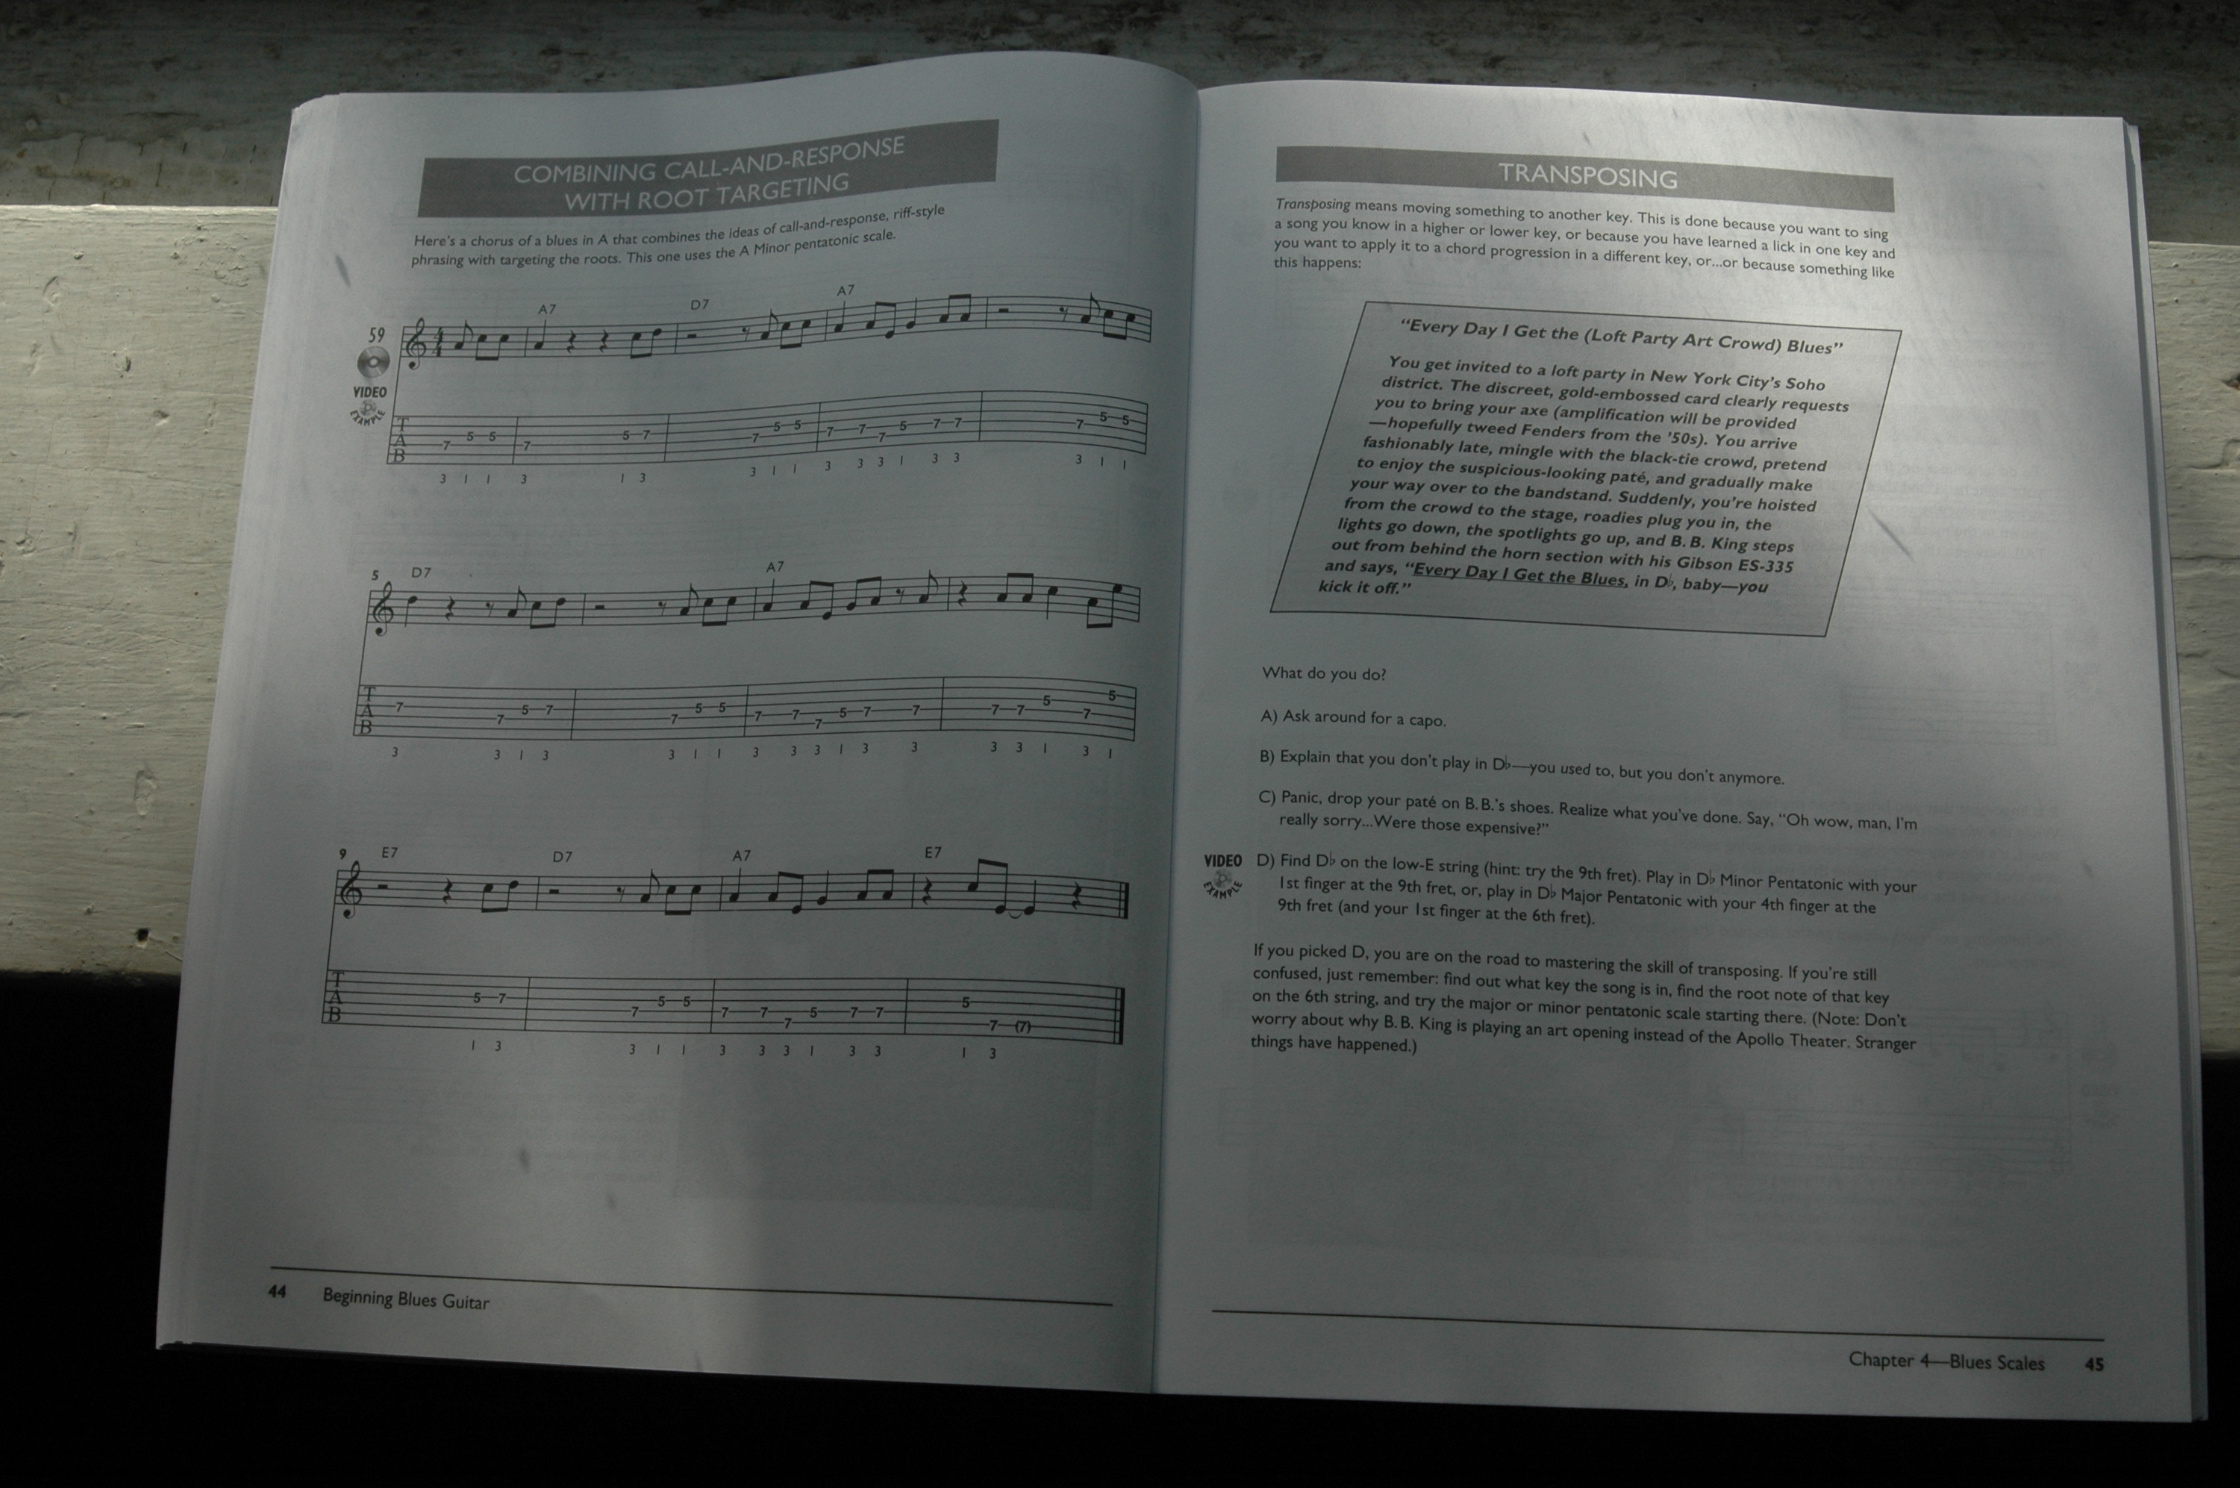 COMBINING CALL-AND-RESPONSE
WITH ROOT TARGETING
Here's a chorus of a blues in A that combines the ideas of call-and-response, riff-style
phrasing with targeting the roots. This one uses the A Minor pentatonic scale.
A7 D7 A7
59
VIDEO
EXAMPLE
4
4
T
A
B
7 5 5 7 5 7 7 5 5 7 7 7 5 7 7 7 5 5
3 1 1 3 1 3 3 1 1 3 3 3 1 3 3 3 1 1
5 D7 A7
T
A
B
7 7 5 7 7 5 5 7 7 7 5 7 7 7 7 5 7 5
3 3 1 3 3 1 1 3 3 3 1 3 3 3 3 1 3 1
9 E7 D7 A7 E7
T
A
B
5 7 7 5 5 7 7 7 5 7 7 5 7 (7)
1 3 3 1 1 3 3 3 1 3 3 1 3
44 Beginning Blues Guitar
TRANSPOSING
Transposing means moving something to another key. This is done because you want to sing
a song you know in a higher or lower key, or because you have learned a lick in one key and
you want to apply it to a chord progression in a different key, or...or because something like
this happens:
“Every Day I Get the (Loft Party Art Crowd) Blues”
You get invited to a loft party in New York City’s Soho
district. The discreet, gold-embossed card clearly requests
you to bring your axe (amplification will be provided
—hopefully tweed Fenders from the ’50s). You arrive
fashionably late, mingle with the black-tie crowd, pretend
to enjoy the suspicious-looking paté, and gradually make
your way over to the bandstand. Suddenly, you’re hoisted
from the crowd to the stage, roadies plug you in, the
lights go down, the spotlights go up, and B.B. King steps
out from behind the horn section with his Gibson ES-335
and says, “Every Day I Get the Blues, in D♭, baby—you
kick it off.”
What do you do?
A) Ask around for a capo.
B) Explain that you don’t play in D♭—you used to, but you don’t anymore.
C) Panic, drop your paté on B.B.’s shoes. Realize what you’ve done. Say, “Oh wow, man, I’m
really sorry...Were those expensive?”
VIDEO
EXAMPLE
D) Find D♭ on the low-E string (hint: try the 9th fret). Play in D♭ Minor Pentatonic with your
1st finger at the 9th fret, or, play in D♭ Major Pentatonic with your 4th finger at the
9th fret (and your 1st finger at the 6th fret).
If you picked D, you are on the road to mastering the skill of transposing. If you’re still
confused, just remember: find out what key the song is in, find the root note of that key
on the 6th string, and try the major or minor pentatonic scale starting there. (Note: Don’t
worry about why B.B. King is playing an art opening instead of the Apollo Theater. Stranger
things have happened.)
Chapter 4—Blues Scales 45